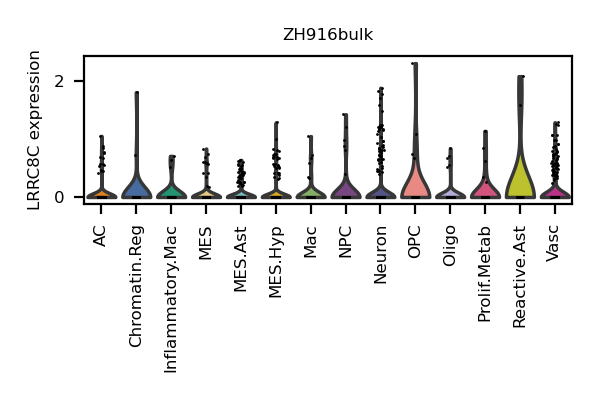 ZH916bulk
LRRC8C expression
2
0
AC
Chromatin.Reg
Inflammatory.Mac
MES
MES.Ast
MES.Hyp
Mac
NPC
Neuron
OPC
Oligo
Prolif.Metab
Reactive.Ast
Vasc